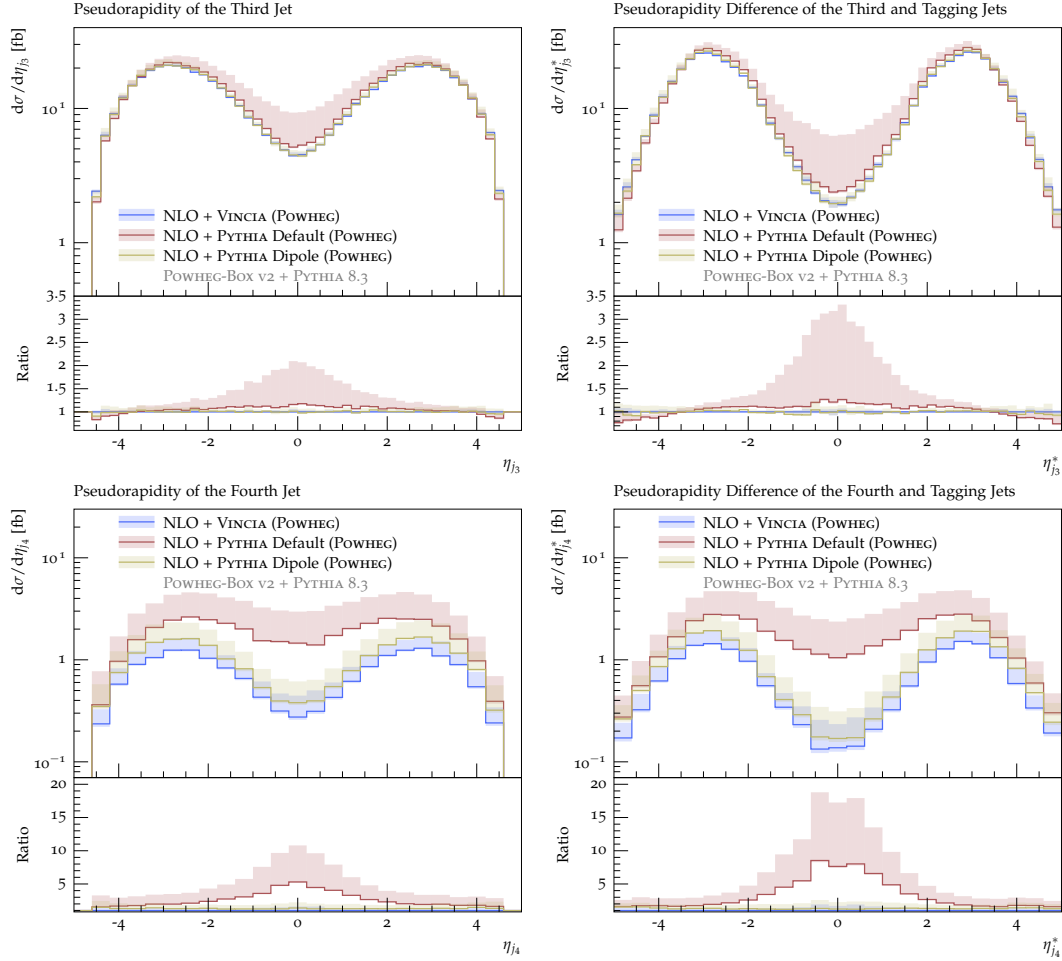 Pseudorapidity of the Third Jet
dσ/dη_{j3} [fb]
10^1
1
NLO + VINCIA (POWHEG)
NLO + PYTHIA Default (POWHEG)
NLO + PYTHIA Dipole (POWHEG)
POWHEG-BOX v2 + PYTHIA 8.3
Ratio
3.5
3
2.5
2
1.5
1
-4 -2 0 2 4
η_{j3}
Pseudorapidity Difference of the Third and Tagging Jets
dσ/dη*_{j3} [fb]
10^1
1
NLO + VINCIA (POWHEG)
NLO + PYTHIA Default (POWHEG)
NLO + PYTHIA Dipole (POWHEG)
POWHEG-BOX v2 + PYTHIA 8.3
Ratio
3.5
3
2.5
2
1.5
1
-4 -2 0 2 4
η*_{j3}
Pseudorapidity of the Fourth Jet
dσ/dη_{j4} [fb]
10^1
1
10^{-1}
NLO + VINCIA (POWHEG)
NLO + PYTHIA Default (POWHEG)
NLO + PYTHIA Dipole (POWHEG)
POWHEG-BOX v2 + PYTHIA 8.3
Ratio
20
15
10
5
-4 -2 0 2 4
η_{j4}
Pseudorapidity Difference of the Fourth and Tagging Jets
dσ/dη*_{j4} [fb]
10^1
1
10^{-1}
NLO + VINCIA (POWHEG)
NLO + PYTHIA Default (POWHEG)
NLO + PYTHIA Dipole (POWHEG)
POWHEG-BOX v2 + PYTHIA 8.3
Ratio
20
15
10
5
-4 -2 0 2 4
η*_{j4}